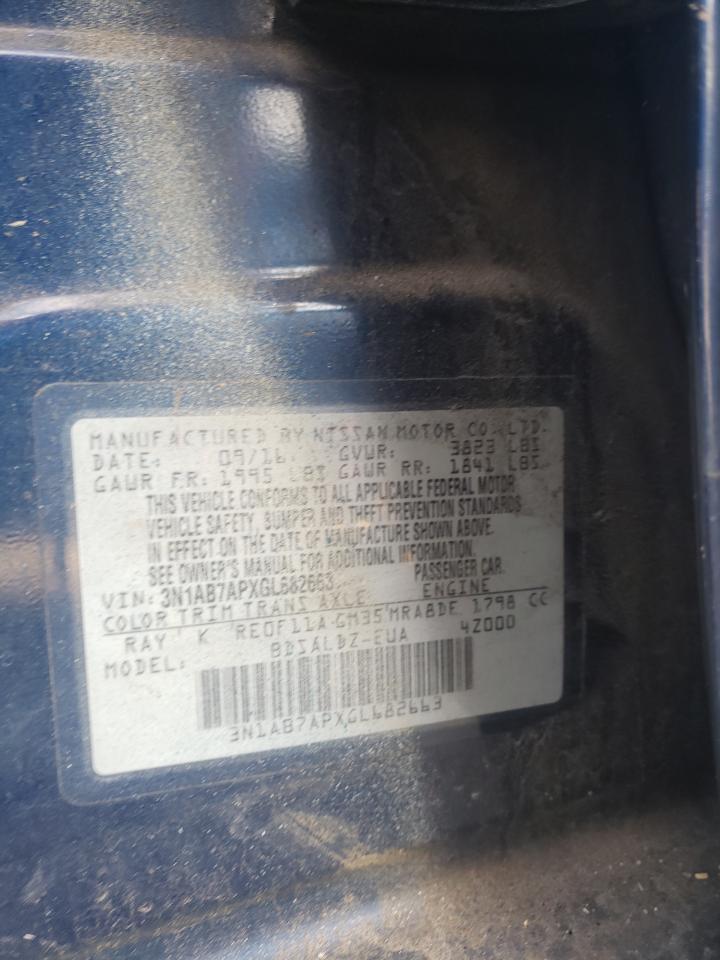 MANUFACTURED BY NISSAN MOTOR CO. LTD.
DATE: 09/16 GVWR: 3823 LBS
GAWR FR: 1995 LBS GAWR RR: 1841 LBS
THIS VEHICLE CONFORMS TO ALL APPLICABLE FEDERAL MOTOR
VEHICLE SAFETY, BUMPER AND THEFT PREVENTION STANDARDS
IN EFFECT ON THE DATE OF MANUFACTURE SHOWN ABOVE.
SEE OWNER'S MANUAL FOR ADDITIONAL INFORMATION.
VIN: 3N1AB7APXGL682663 PASSENGER CAR
COLOR TRIM TRANS AXLE ENGINE
RAY K RE0F11A GM35 MRA8DE 1798 CC
MODEL: BDSALDZ-EUA 4Z000
3N1AB7APXGL682663